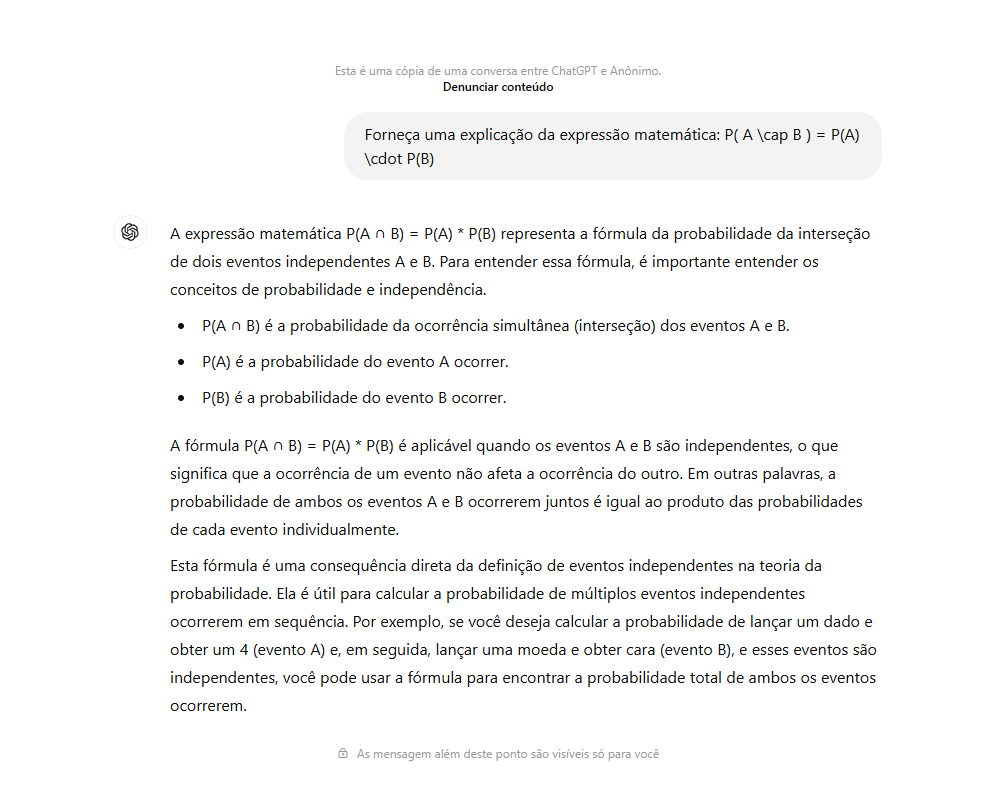 Esta é uma cópia de uma conversa entre ChatGPT e Anônimo.
Denunciar conteúdo
Forneça uma explicação da expressão matemática: P( A \cap B ) = P(A)
\cdot P(B)
A expressão matemática P(A ∩ B) = P(A) * P(B) representa a fórmula da probabilidade da interseção
de dois eventos independentes A e B. Para entender essa fórmula, é importante entender os
conceitos de probabilidade e independência.
• P(A ∩ B) é a probabilidade da ocorrência simultânea (interseção) dos eventos A e B.
• P(A) é a probabilidade do evento A ocorrer.
• P(B) é a probabilidade do evento B ocorrer.
A fórmula P(A ∩ B) = P(A) * P(B) é aplicável quando os eventos A e B são independentes, o que
significa que a ocorrência de um evento não afeta a ocorrência do outro. Em outras palavras, a
probabilidade de ambos os eventos A e B ocorrerem juntos é igual ao produto das probabilidades
de cada evento individualmente.
Esta fórmula é uma consequência direta da definição de eventos independentes na teoria da
probabilidade. Ela é útil para calcular a probabilidade de múltiplos eventos independentes
ocorrerem em sequência. Por exemplo, se você deseja calcular a probabilidade de lançar um dado e
obter um 4 (evento A) e, em seguida, lançar uma moeda e obter cara (evento B), e esses eventos são
independentes, você pode usar a fórmula para encontrar a probabilidade total de ambos os eventos
ocorrerem.
As mensagem além deste ponto são visíveis só para você